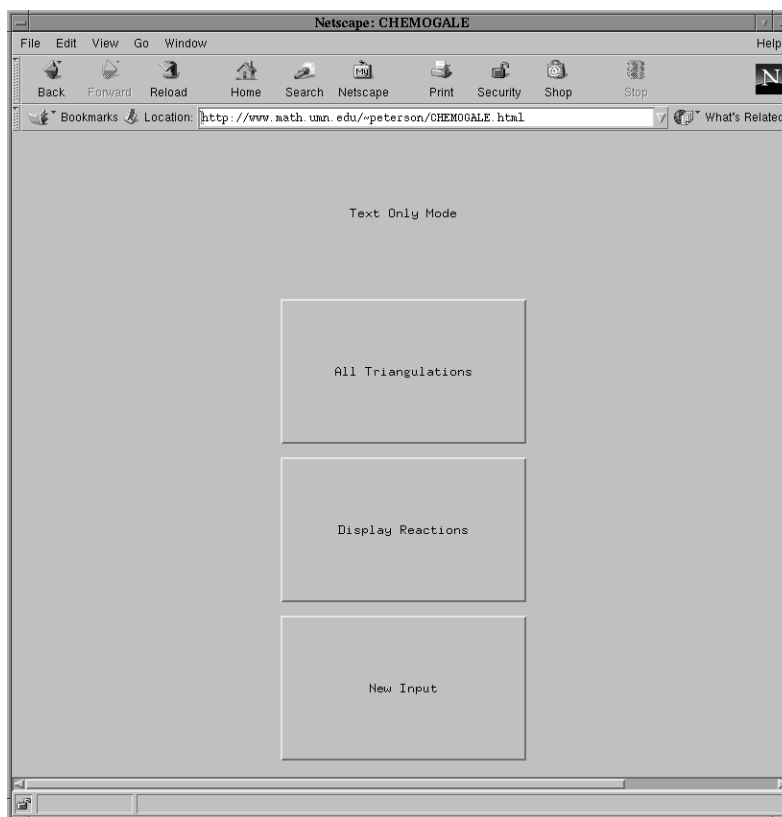 Netscape: CHEMOGALE
File Edit View Go Window Help
Back Forward Reload Home Search Netscape Print Security Shop Stop
My
N
Bookmarks Location: http://www.math.umn.edu/~peterson/CHEMOGALE.html What's Related
Text Only Mode
All Triangulations
Display Reactions
New Input